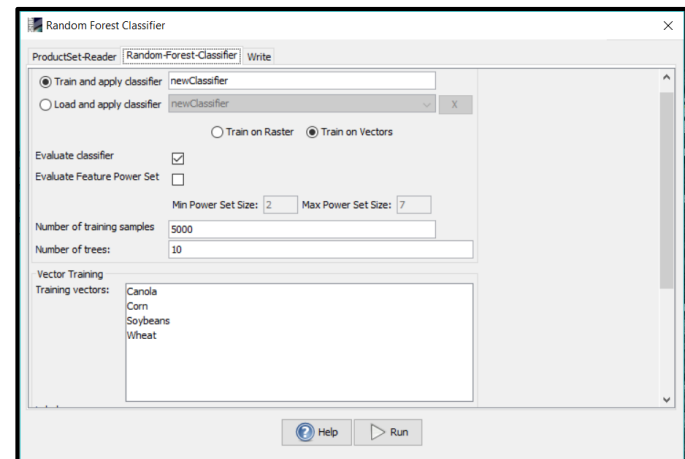 Random Forest Classifier
ProductSet-Reader Random-Forest-Classifier Write
Train and apply classifier newClassifier
Load and apply classifier newClassifier X
Train on Raster Train on Vectors
Evaluate classifier
Evaluate Feature Power Set
Min Power Set Size: 2 Max Power Set Size: 7
Number of training samples 5000
Number of trees: 10
Vector Training
Training vectors: Canola
Corn
Soybeans
Wheat
Help Run